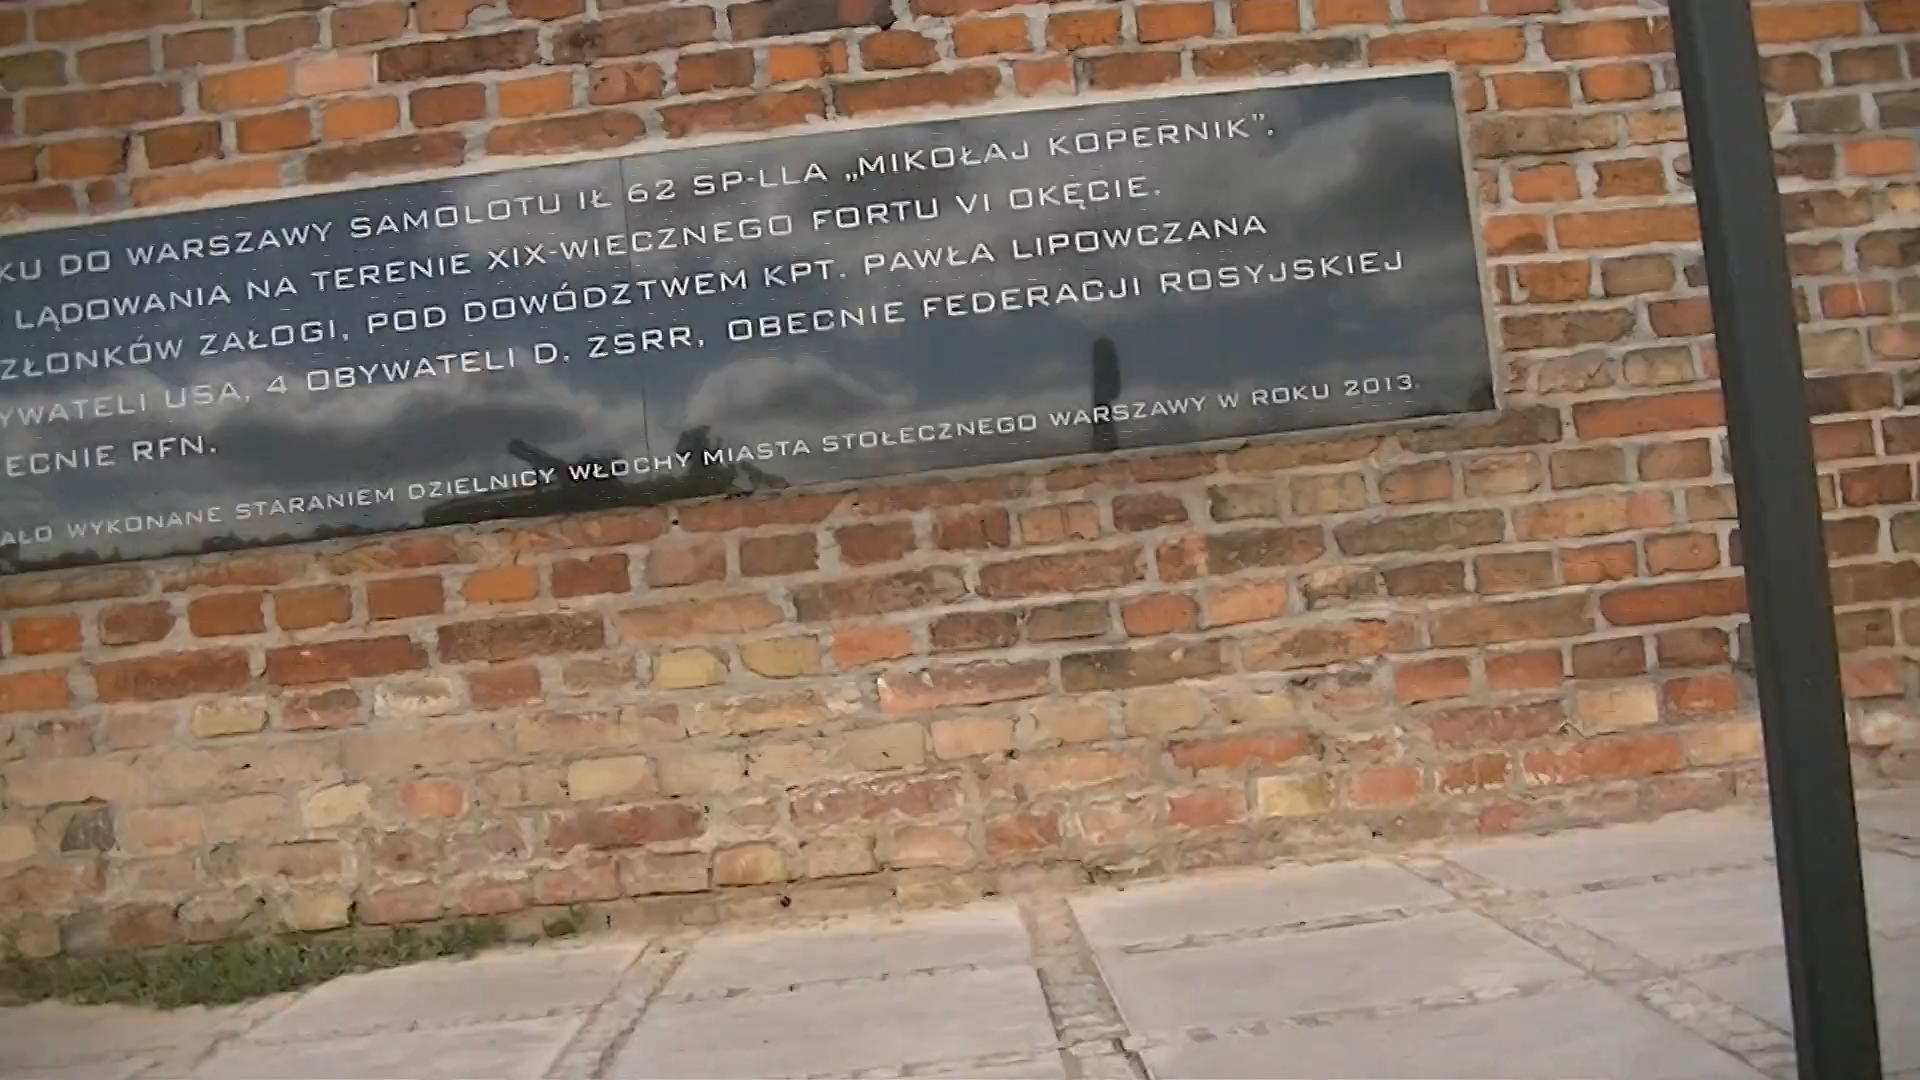 DO WARSZAWY SAMOLOTU IŁ 62 SP-LLA „MIKOŁAJ KOPERNIK”.
LĄDOWANIA NA TERENIE XIX-WIECZNEGO FORTU VI OKĘCIE.
ZŁONKÓW ZAŁOGI, POD DOWÓDZTWEM KPT. PAWŁA LIPOWCZANA
YWATELI USA, 4 OBYWATELI D. ZSRR, OBECNIE FEDERACJI ROSYJSKIEJ
ECNIE RFN.
AŁO WYKONANE STARANIEM DZIELNICY WŁOCHY MIASTA STOŁECZNEGO WARSZAWY W ROKU 2013.